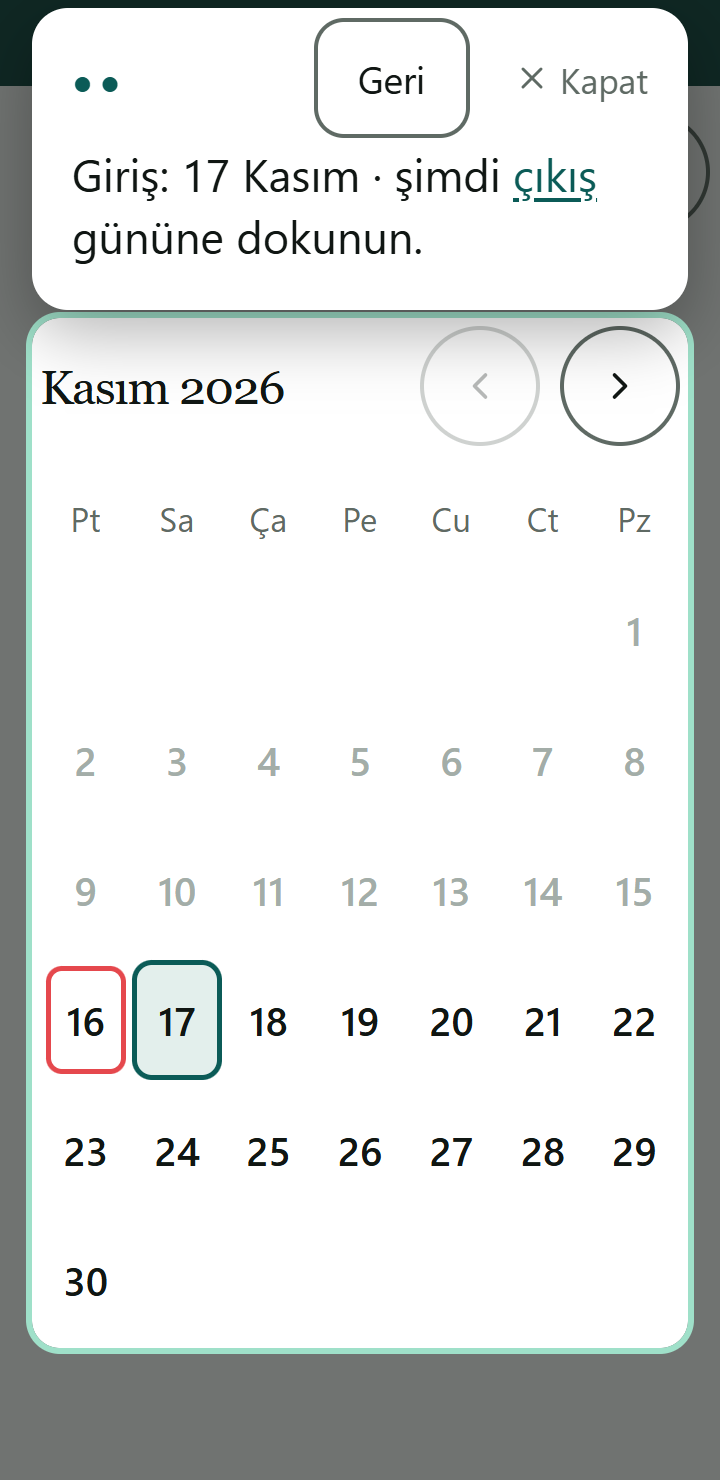 Geri
Kapat
Giriş: 17 Kasım · şimdi çıkış
gününe dokunun.
Kasım 2026
Pt Sa Ça Pe Cu Ct Pz
1
2 3 4 5 6 7 8
9 10 11 12 13 14 15
16 17 18 19 20 21 22
23 24 25 26 27 28 29
30